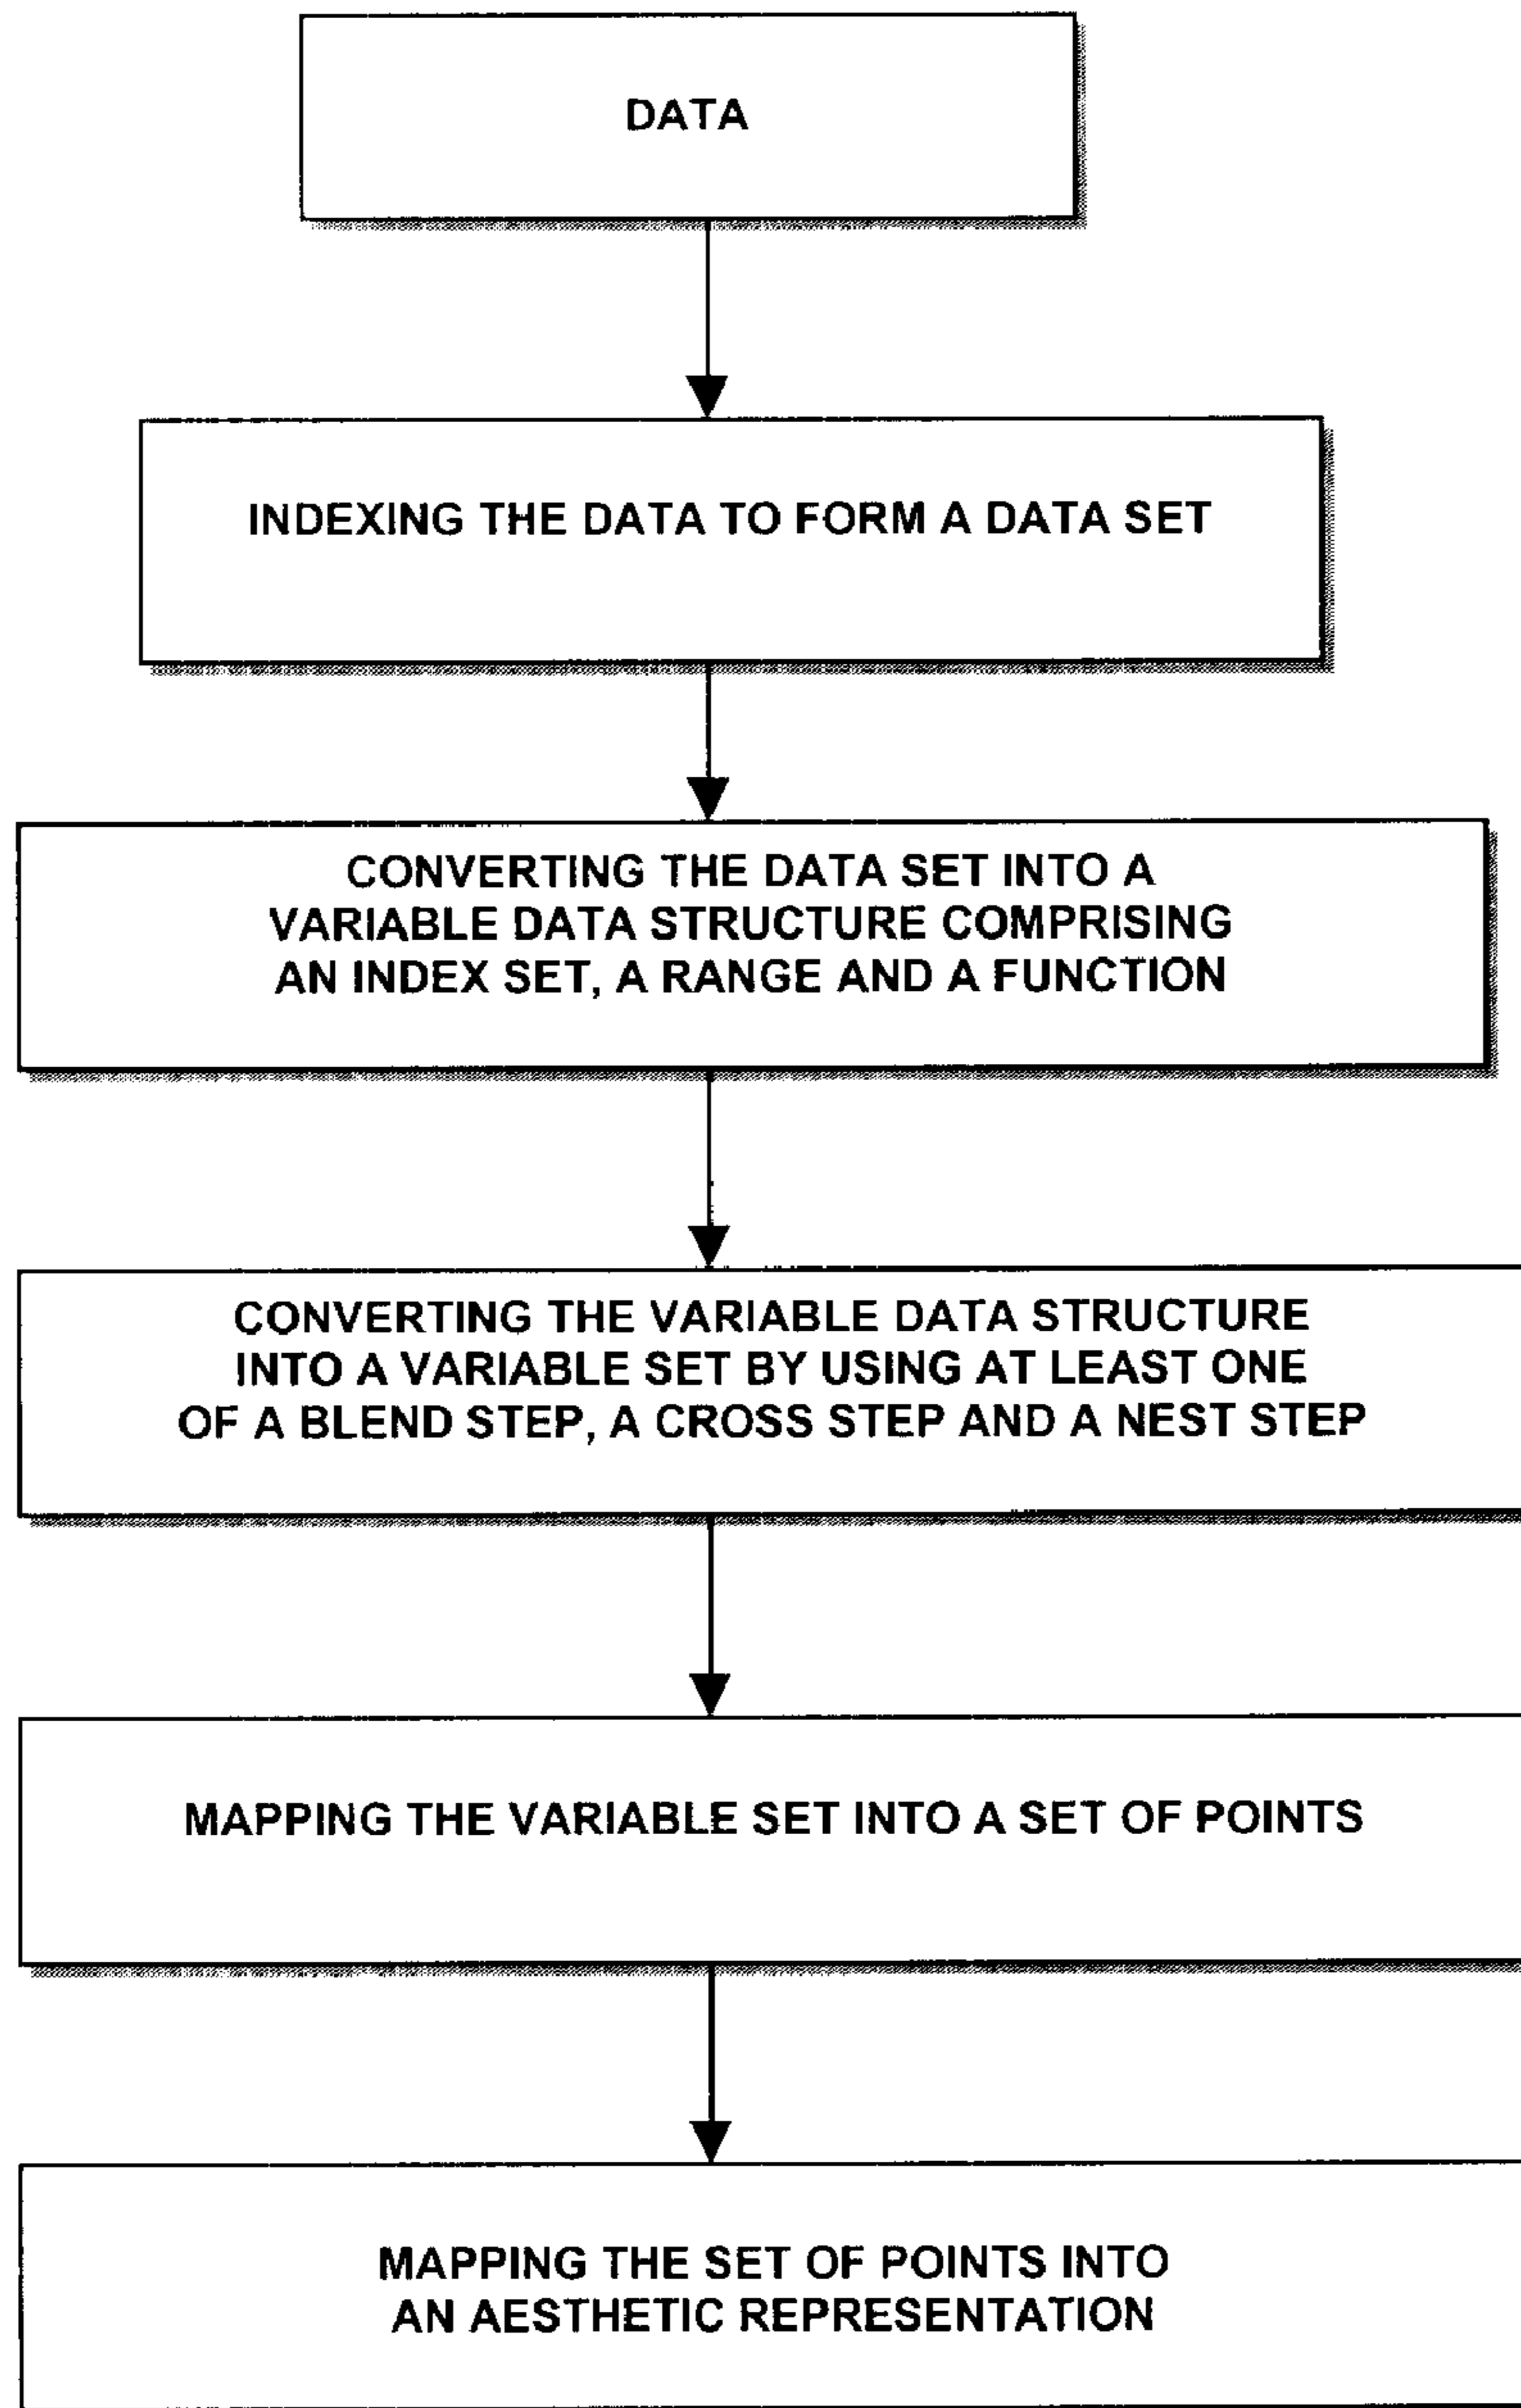 DATA
INDEXING THE DATA TO FORM A DATA SET
CONVERTING THE DATA SET INTO A
VARIABLE DATA STRUCTURE COMPRISING
AN INDEX SET, A RANGE AND A FUNCTION
CONVERTING THE VARIABLE DATA STRUCTURE
INTO A VARIABLE SET BY USING AT LEAST ONE
OF A BLEND STEP, A CROSS STEP AND A NEST STEP
MAPPING THE VARIABLE SET INTO A SET OF POINTS
MAPPING THE SET OF POINTS INTO
AN AESTHETIC REPRESENTATION